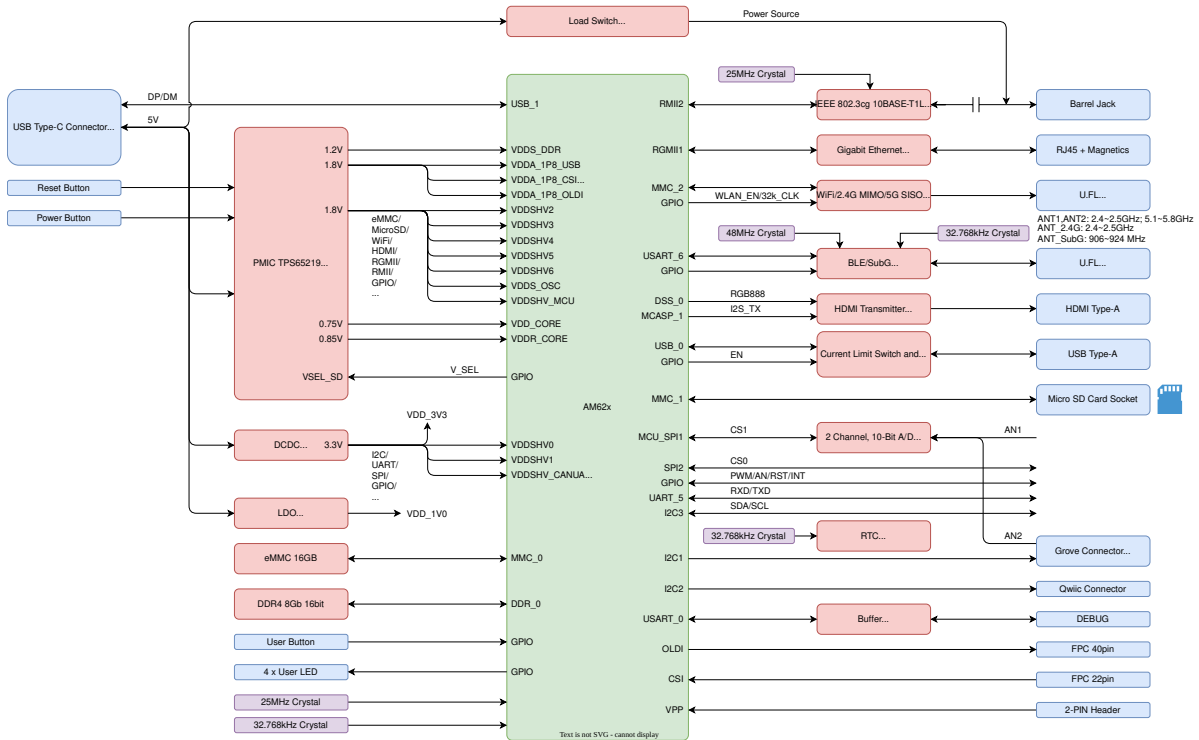 Load Switch...
Power Source
25MHz Crystal
USB Type-C Connector...
DP/DM
5V
USB_1
RMII2
IEEE 802.3cg 10BASE-T1L...
Barrel Jack
1.2V
VDDS_DDR
RGMII1
Gigabit Ethernet...
RJ45 + Magnetics
1.8V
VDDA_1P8_USB
VDDA_1P8_CSI...
VDDA_1P8_OLDI
Reset Button
Power Button
MMC_2
GPIO
WLAN_EN/32k_CLK
WiFi/2.4G MIMO/5G SISO...
U.FL...
ANT1,ANT2: 2.4~2.5GHz; 5.1~5.8GHz
ANT_2.4G: 2.4~2.5GHz
ANT_SubG: 906~924 MHz
1.8V
VDDSHV2
VDDSHV3
VDDSHV4
VDDSHV5
VDDSHV6
VDDS_OSC
VDDSHV_MCU
eMMC/
MicroSD/
WiFi/
HDMI/
RGMII/
RMII/
GPIO/
...
PMIC TPS65219...
48MHz Crystal
32.768kHz Crystal
USART_6
GPIO
BLE/SubG...
U.FL...
DSS_0
RGB888
MCASP_1
I2S_TX
HDMI Transmitter...
HDMI Type-A
0.75V
VDD_CORE
0.85V
VDDR_CORE
USB_0
GPIO
EN
Current Limit Switch and...
USB Type-A
VSEL_SD
V_SEL
GPIO
AM62x
MMC_1
Micro SD Card Socket
VDD_3V3
DCDC...
3.3V
VDDSHV0
VDDSHV1
VDDSHV_CANUA...
I2C/
UART/
SPI/
GPIO/
...
MCU_SPI1
CS1
2 Channel, 10-Bit A/D...
AN1
SPI2
CS0
GPIO
PWM/AN/RST/INT
UART_5
RXD/TXD
I2C3
SDA/SCL
LDO...
VDD_1V0
32.768kHz Crystal
RTC...
AN2
Grove Connector...
eMMC 16GB
MMC_0
I2C1
I2C2
Qwiic Connector
DDR4 8Gb 16bit
DDR_0
USART_0
Buffer...
DEBUG
User Button
GPIO
OLDI
FPC 40pin
4 x User LED
GPIO
CSI
FPC 22pin
25MHz Crystal
VPP
2-PIN Header
32.768kHz Crystal
Text is not SVG - cannot display